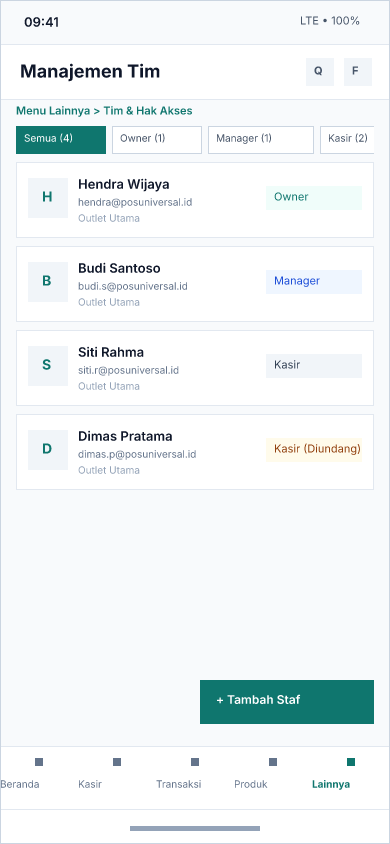 09:41
LTE • 100%
Manajemen Tim
Q
F
Menu Lainnya > Tim & Hak Akses
Semua (4)
Owner (1)
Manager (1)
Kasir (2)
H
Hendra Wijaya
hendra@posuniversal.id
Outlet Utama
Owner
B
Budi Santoso
budi.s@posuniversal.id
Outlet Utama
Manager
S
Siti Rahma
siti.r@posuniversal.id
Outlet Utama
Kasir
D
Dimas Pratama
dimas.p@posuniversal.id
Outlet Utama
Kasir (Diundang)
+ Tambah Staf
Beranda
Kasir
Transaksi
Produk
Lainnya